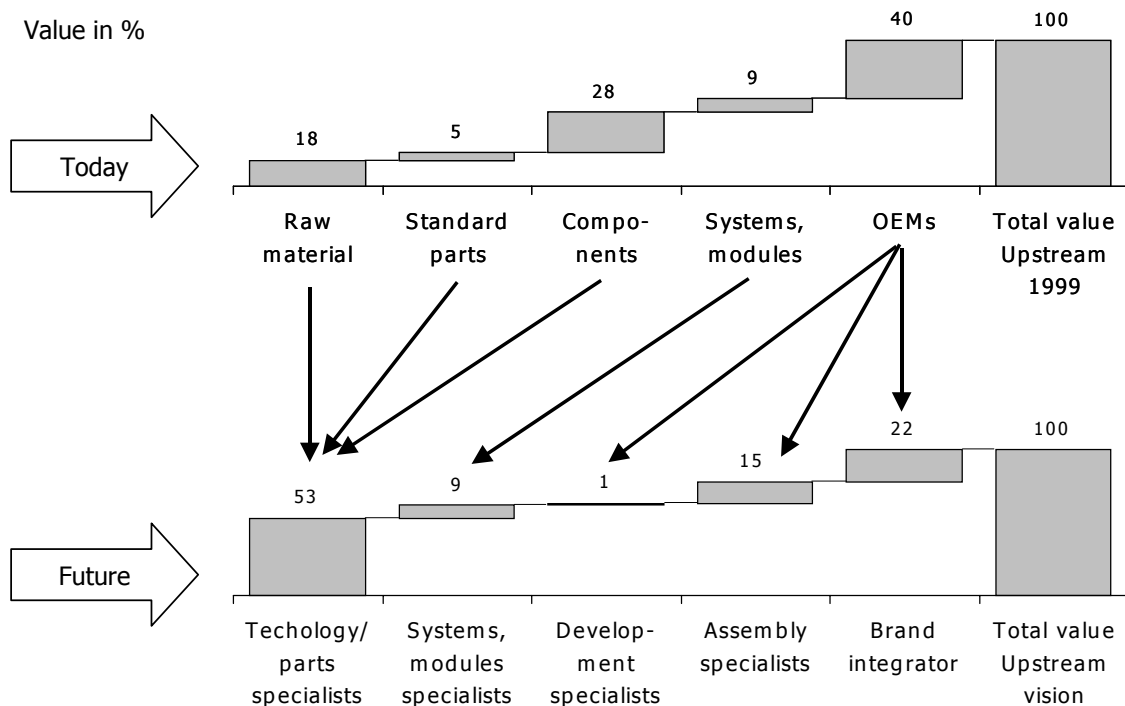 Value in %
40
100
28
9
18
5
Today
Raw
material
Standard
parts
Compo-
nents
Systems,
modules
OEMs
Total value
Upstream
1999
22
100
15
53
9
1
Future
Techology/
parts
specialists
Systems,
modules
specialists
Develop-
ment
specialists
Assembly
specialists
Brand
integrator
Total value
Upstream
vision